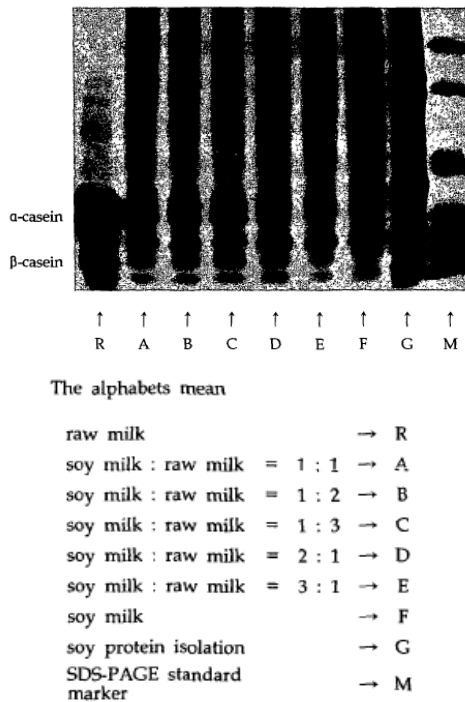 α-casein
β-casein
↑ ↑ ↑ ↑ ↑ ↑ ↑ ↑ ↑
R A B C D E F G M
The alphabets mean
raw milk → R
soy milk : raw milk = 1 : 1 → A
soy milk : raw milk = 1 : 2 → B
soy milk : raw milk = 1 : 3 → C
soy milk : raw milk = 2 : 1 → D
soy milk : raw milk = 3 : 1 → E
soy milk → F
soy protein isolation → G
SDS-PAGE standard
marker → M